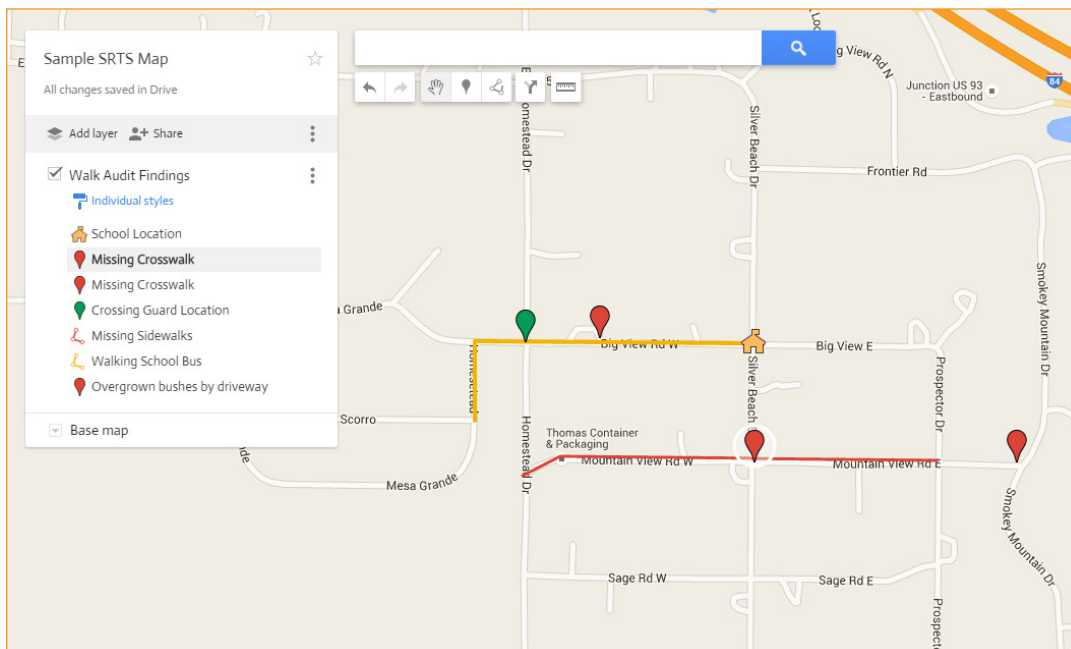 Sample SRTS Map
All changes saved in Drive
Add layer
Share
Walk Audit Findings
Individual styles
School Location
Missing Crosswalk
Missing Crosswalk
Crossing Guard Location
Missing Sidewalks
Walking School Bus
Overgrown bushes by driveway
Base map
Big View Rd N
Junction US 93
- Eastbound
84
Homestead Dr
Silver Beach Dr
Frontier Rd
Smokey Mountain Dr
Grande
Homestead
Big View Rd W
Big View E
Silver Beach
Prospector Dr
Scorro
Homestead Dr
Thomas Container
& Packaging
Mountain View Rd W
Mountain View Rd E
Mesa Grande
Smokey Mountain Dr
Sage Rd W
Sage Rd E
Prospecto